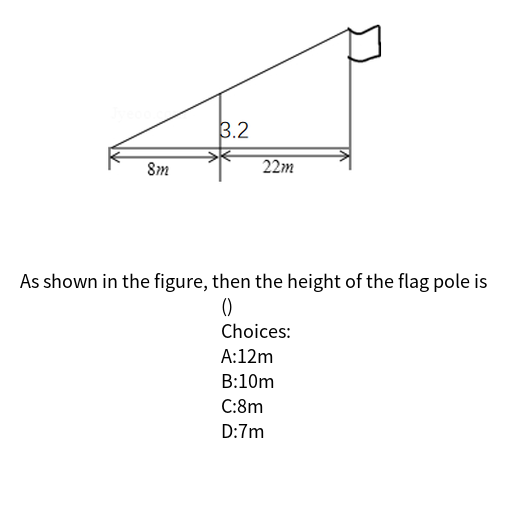 3.2
8m
22m
As shown in the figure, then the height of the flag pole is
()
Choices:
A:12m
B:10m
C:8m
D:7m